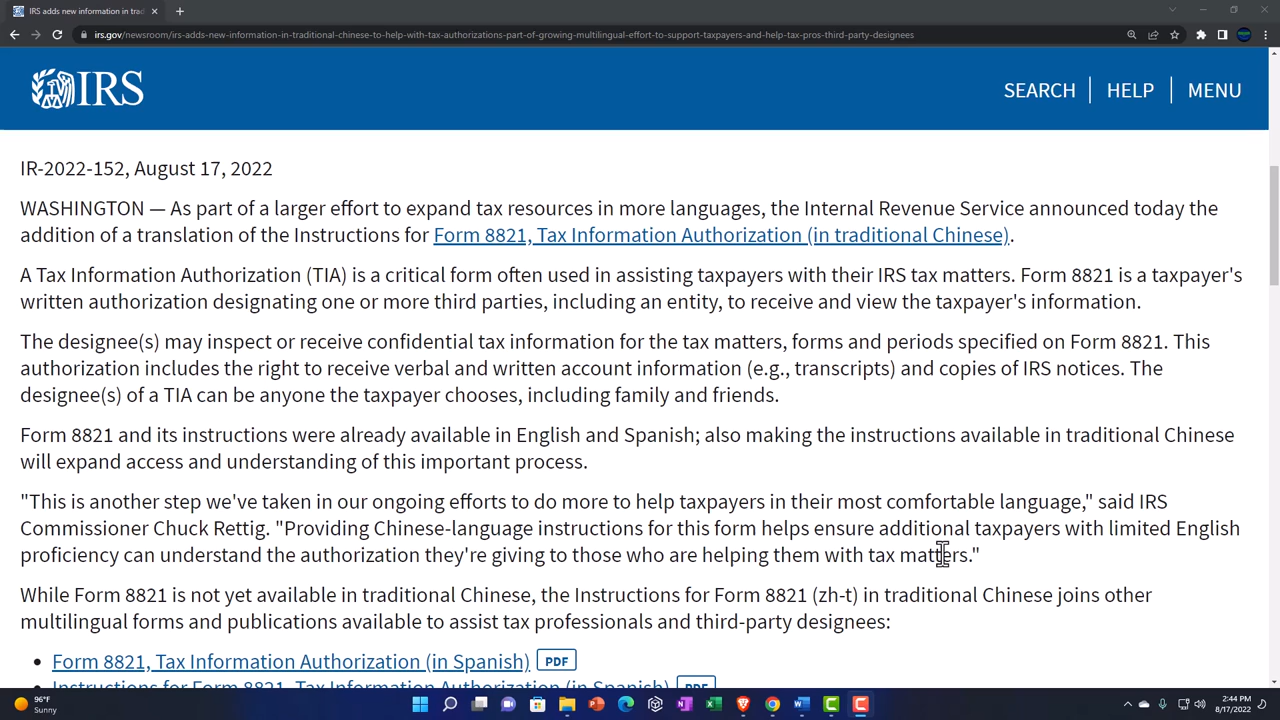 IRS adds new information in trad
irs.gov/newsroom/irs-adds-new-information-in-traditional-chinese-to-help-with-tax-authorizations-part-of-growing-multilingual-effort-to-support-taxpayers-and-help-tax-pros-third-party-designees
IRS
SEARCH
HELP
MENU
IR-2022-152, August 17, 2022
WASHINGTON — As part of a larger effort to expand tax resources in more languages, the Internal Revenue Service announced today the
addition of a translation of the Instructions for Form 8821, Tax Information Authorization (in traditional Chinese).
A Tax Information Authorization (TIA) is a critical form often used in assisting taxpayers with their IRS tax matters. Form 8821 is a taxpayer's
written authorization designating one or more third parties, including an entity, to receive and view the taxpayer's information.
The designee(s) may inspect or receive confidential tax information for the tax matters, forms and periods specified on Form 8821. This
authorization includes the right to receive verbal and written account information (e.g., transcripts) and copies of IRS notices. The
designee(s) of a TIA can be anyone the taxpayer chooses, including family and friends.
Form 8821 and its instructions were already available in English and Spanish; also making the instructions available in traditional Chinese
will expand access and understanding of this important process.
"This is another step we've taken in our ongoing efforts to do more to help taxpayers in their most comfortable language," said IRS
Commissioner Chuck Rettig. "Providing Chinese-language instructions for this form helps ensure additional taxpayers with limited English
proficiency can understand the authorization they're giving to those who are helping them with tax matters."
While Form 8821 is not yet available in traditional Chinese, the Instructions for Form 8821 (zh-t) in traditional Chinese joins other
multilingual forms and publications available to assist tax professionals and third-party designees:
Form 8821, Tax Information Authorization (in Spanish) PDF
Instructions for Form 8821, Tax Information Authorization (in Spanish) PDF
96°F
Sunny
2:44 PM
8/17/2022